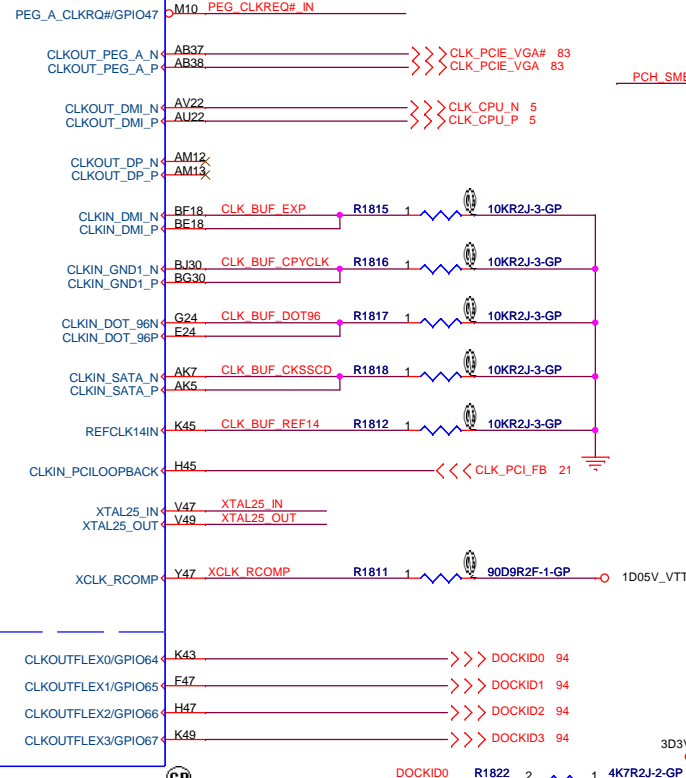 PEG_A_CLKRQ#/GPIO47 M10 PEG_CLKREQ#_IN
CLKOUT_PEG_A_N AB37 CLK_PCIE_VGA# 83
CLKOUT_PEG_A_P AB38 CLK_PCIE_VGA 83
PCH_SME
CLKOUT_DMI_N AV22 CLK_CPU_N 5
CLKOUT_DMI_P AU22 CLK_CPU_P 5
CLKOUT_DP_N AM12
CLKOUT_DP_P AM13
CLKIN_DMI_N BF18 CLK_BUF_EXP R1815 1 10KR2J-3-GP
CLKIN_DMI_P BE18
CLKIN_GND1_N BJ30 CLK_BUF_CPYCLK R1816 1 10KR2J-3-GP
CLKIN_GND1_P BG30
CLKIN_DOT_96N G24 CLK_BUF_DOT96 R1817 1 10KR2J-3-GP
CLKIN_DOT_96P E24
CLKIN_SATA_N AK7 CLK_BUF_CKSSCD R1818 1 10KR2J-3-GP
CLKIN_SATA_P AK5
REFCLK14IN K45 CLK_BUF_REF14 R1812 1 10KR2J-3-GP
CLKIN_PCILOOPBACK H45 CLK_PCI_FB 21
XTAL25_IN V47 XTAL25_IN
XTAL25_OUT V49 XTAL25_OUT
XCLK_RCOMP Y47 XCLK_RCOMP R1811 1 90D9R2F-1-GP 1D05V_VTT
CLKOUTFLEX0/GPIO64 K43 DOCKID0 94
CLKOUTFLEX1/GPIO65 F47 DOCKID1 94
CLKOUTFLEX2/GPIO66 H47 DOCKID2 94
CLKOUTFLEX3/GPIO67 K49 DOCKID3 94
3D3V
DOCKID0 R1822 2 1 4K7R2J-2-GP